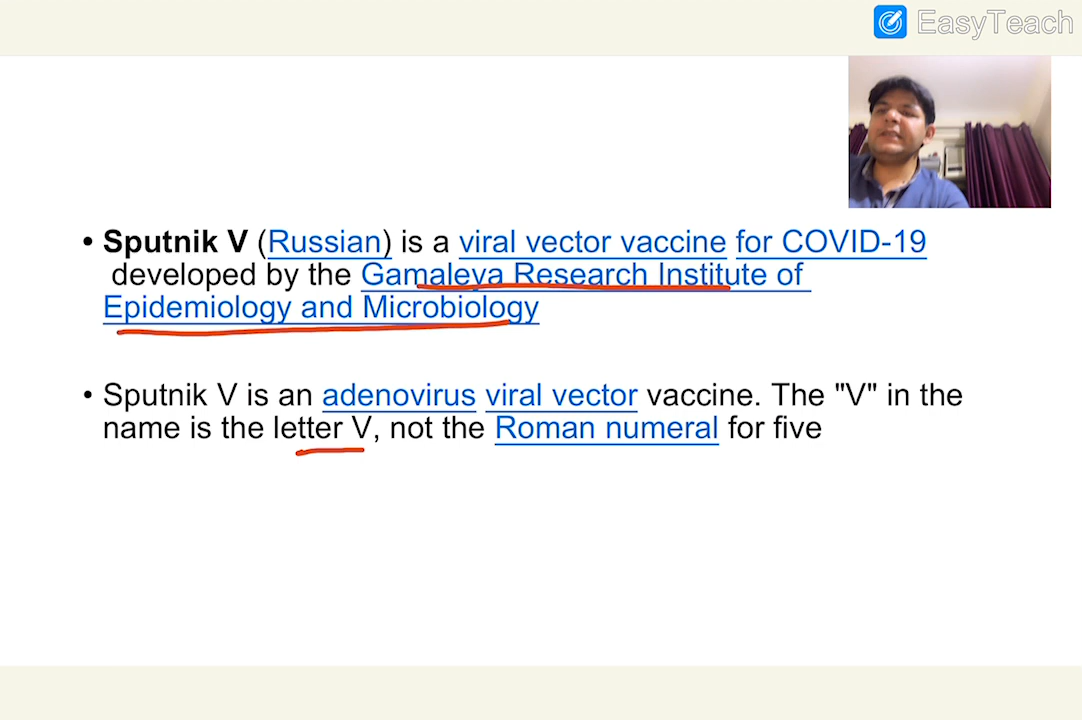 EasyTeach
• Sputnik V (Russian) is a viral vector vaccine for COVID-19
developed by the Gamaleya Research Institute of
Epidemiology and Microbiology
• Sputnik V is an adenovirus viral vector vaccine. The "V" in the
name is the letter V, not the Roman numeral for five